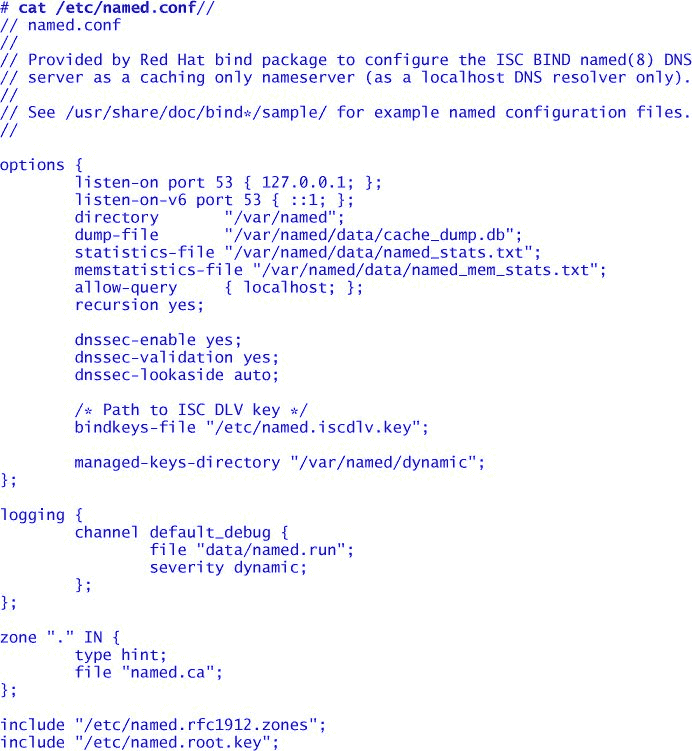 # cat /etc/named.conf//
// named.conf
//
// Provided by Red Hat bind package to configure the ISC BIND named(8) DNS
// server as a caching only nameserver (as a localhost DNS resolver only).
//
// See /usr/share/doc/bind*/sample/ for example named configuration files.
//
options {
listen-on port 53 { 127.0.0.1; };
listen-on-v6 port 53 { ::1; };
directory "/var/named";
dump-file "/var/named/data/cache_dump.db";
statistics-file "/var/named/data/named_stats.txt";
memstatistics-file "/var/named/data/named_mem_stats.txt";
allow-query { localhost; };
recursion yes;
dnssec-enable yes;
dnssec-validation yes;
dnssec-lookaside auto;
/* Path to ISC DLV key */
bindkeys-file "/etc/named.iscdlv.key";
managed-keys-directory "/var/named/dynamic";
};
logging {
channel default_debug {
file "data/named.run";
severity dynamic;
};
};
zone "." IN {
type hint;
file "named.ca";
};
include "/etc/named.rfc1912.zones";
include "/etc/named.root.key";